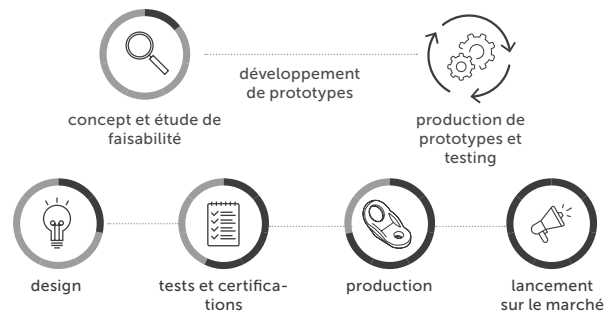 développement
de prototypes
concept et étude de
faisabilité
production de
prototypes et
testing
design
tests et certifica-
tions
production
lancement
sur le marché